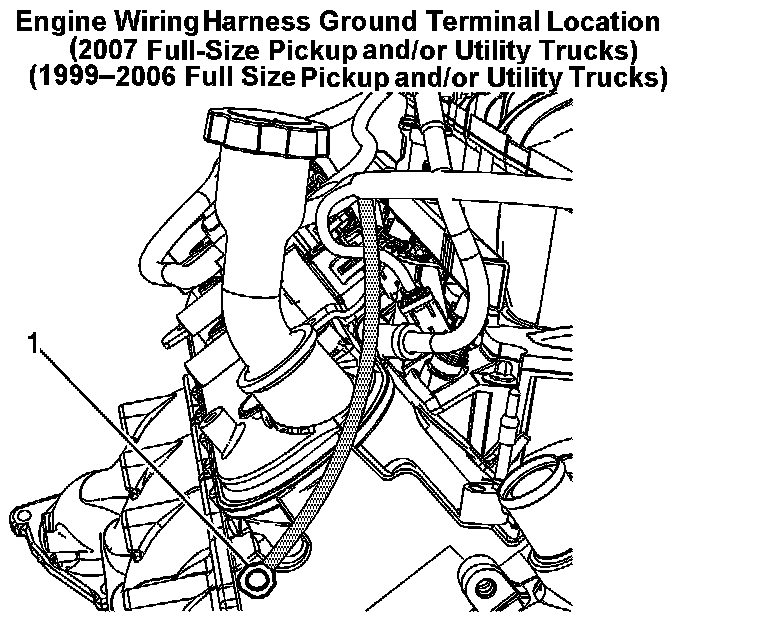 Engine Wiring Harness Ground Terminal Location
(2007 Full-Size Pickup and/or Utility Trucks)
(1999–2006 Full Size Pickup and/or Utility Trucks)
1